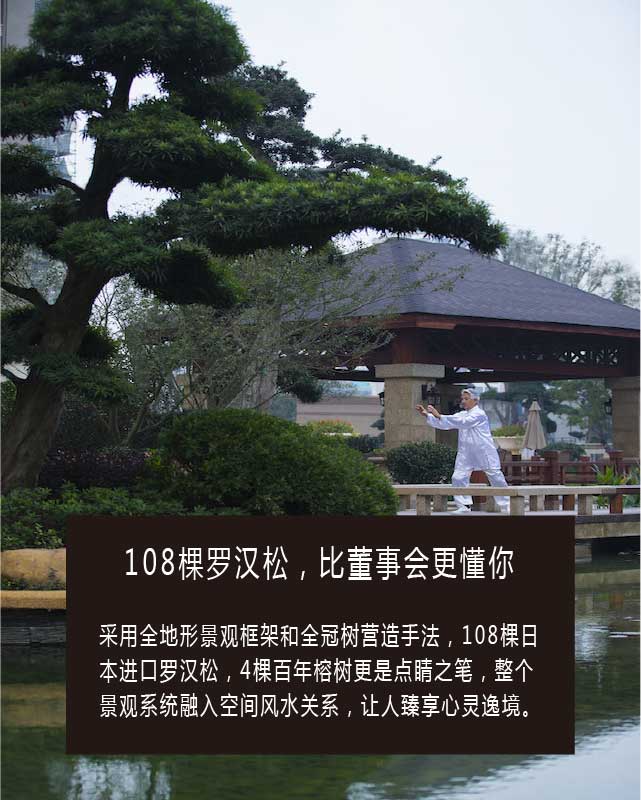 108棵罗汉松，比董事会更懂你
采用全地形景观框架和全冠树营造手法，108棵日
本进口罗汉松，4棵百年榕树更是点睛之笔，整个
景观系统融入空间风水关系，让人臻享心灵逸境。